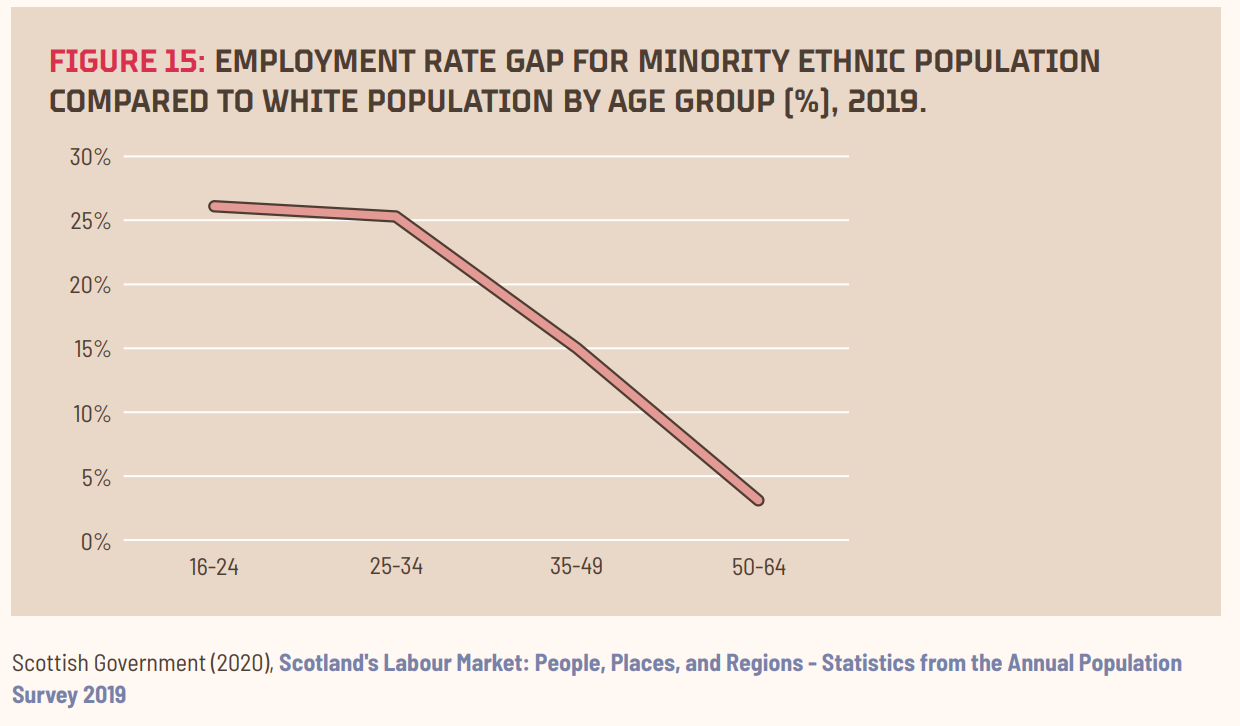 FIGURE 15: EMPLOYMENT RATE GAP FOR MINORITY ETHNIC POPULATION
COMPARED TO WHITE POPULATION BY AGE GROUP (%), 2019.
30%
25%
20%
15%
10%
5%
0%
16-24 25-34 35-49 50-64
Scottish Government (2020), Scotland's Labour Market: People, Places, and Regions - Statistics from the Annual Population
Survey 2019